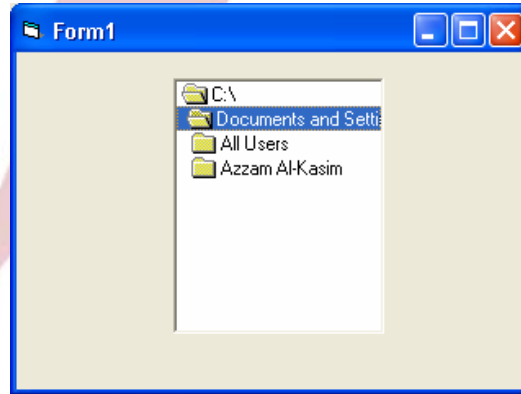 Form1
C:\
Documents and Setti
All Users
Azzam Al-Kasim